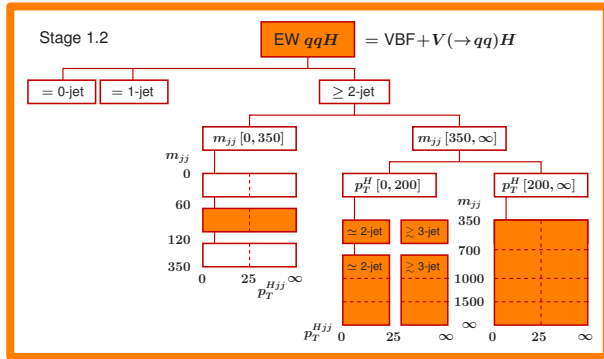 Stage 1.2
EW qqH = VBF+V(→qq)H
= 0-jet = 1-jet ≥ 2-jet
m_jj [0, 350] m_jj [350, ∞]
m_jj
0
60
120
350
0 25 ∞
p_T^Hjj
p_T^H [0, 200] p_T^H [200, ∞]
m_jj
350
700
1000
1500
∞
≃ 2-jet ≳ 3-jet
≃ 2-jet ≳ 3-jet
p_T^Hjj 0 25 ∞ 0 25 ∞